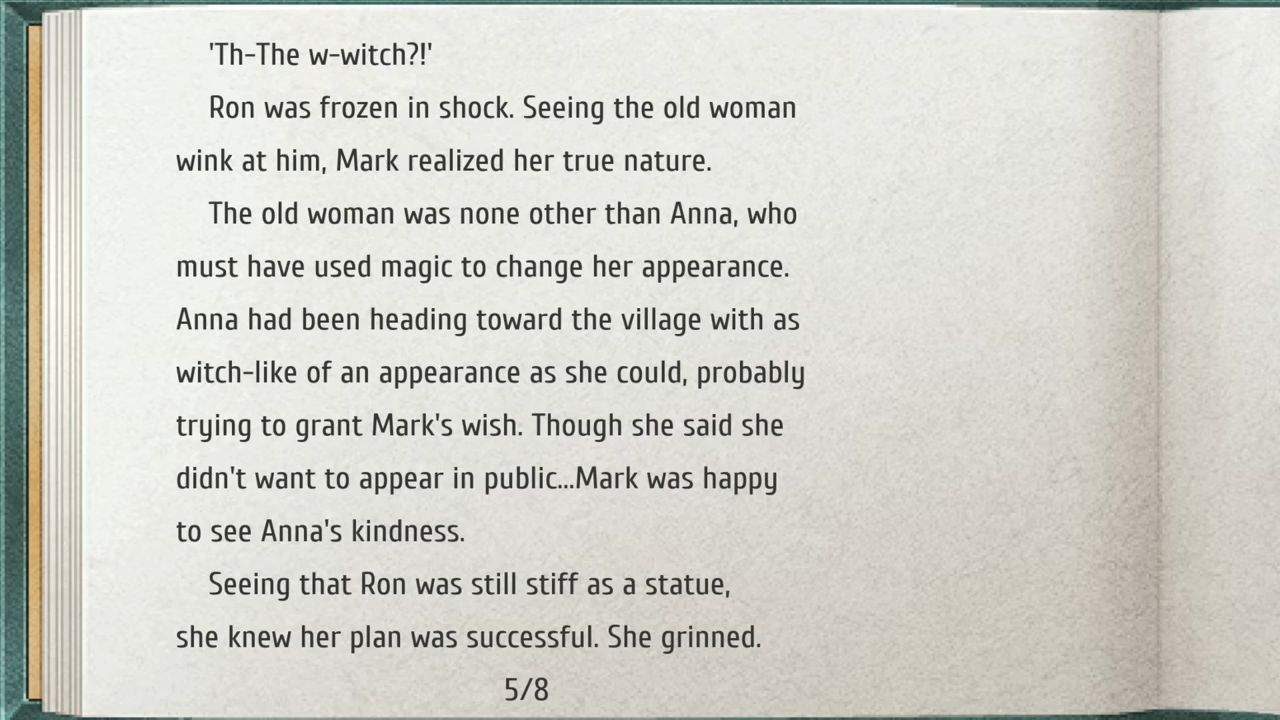 'Th-The w-witch?!'
Ron was frozen in shock. Seeing the old woman
wink at him, Mark realized her true nature.
The old woman was none other than Anna, who
must have used magic to change her appearance.
Anna had been heading toward the village with as
witch-like of an appearance as she could, probably
trying to grant Mark's wish. Though she said she
didn't want to appear in public...Mark was happy
to see Anna's kindness.
Seeing that Ron was still stiff as a statue,
she knew her plan was successful. She grinned.
5/8